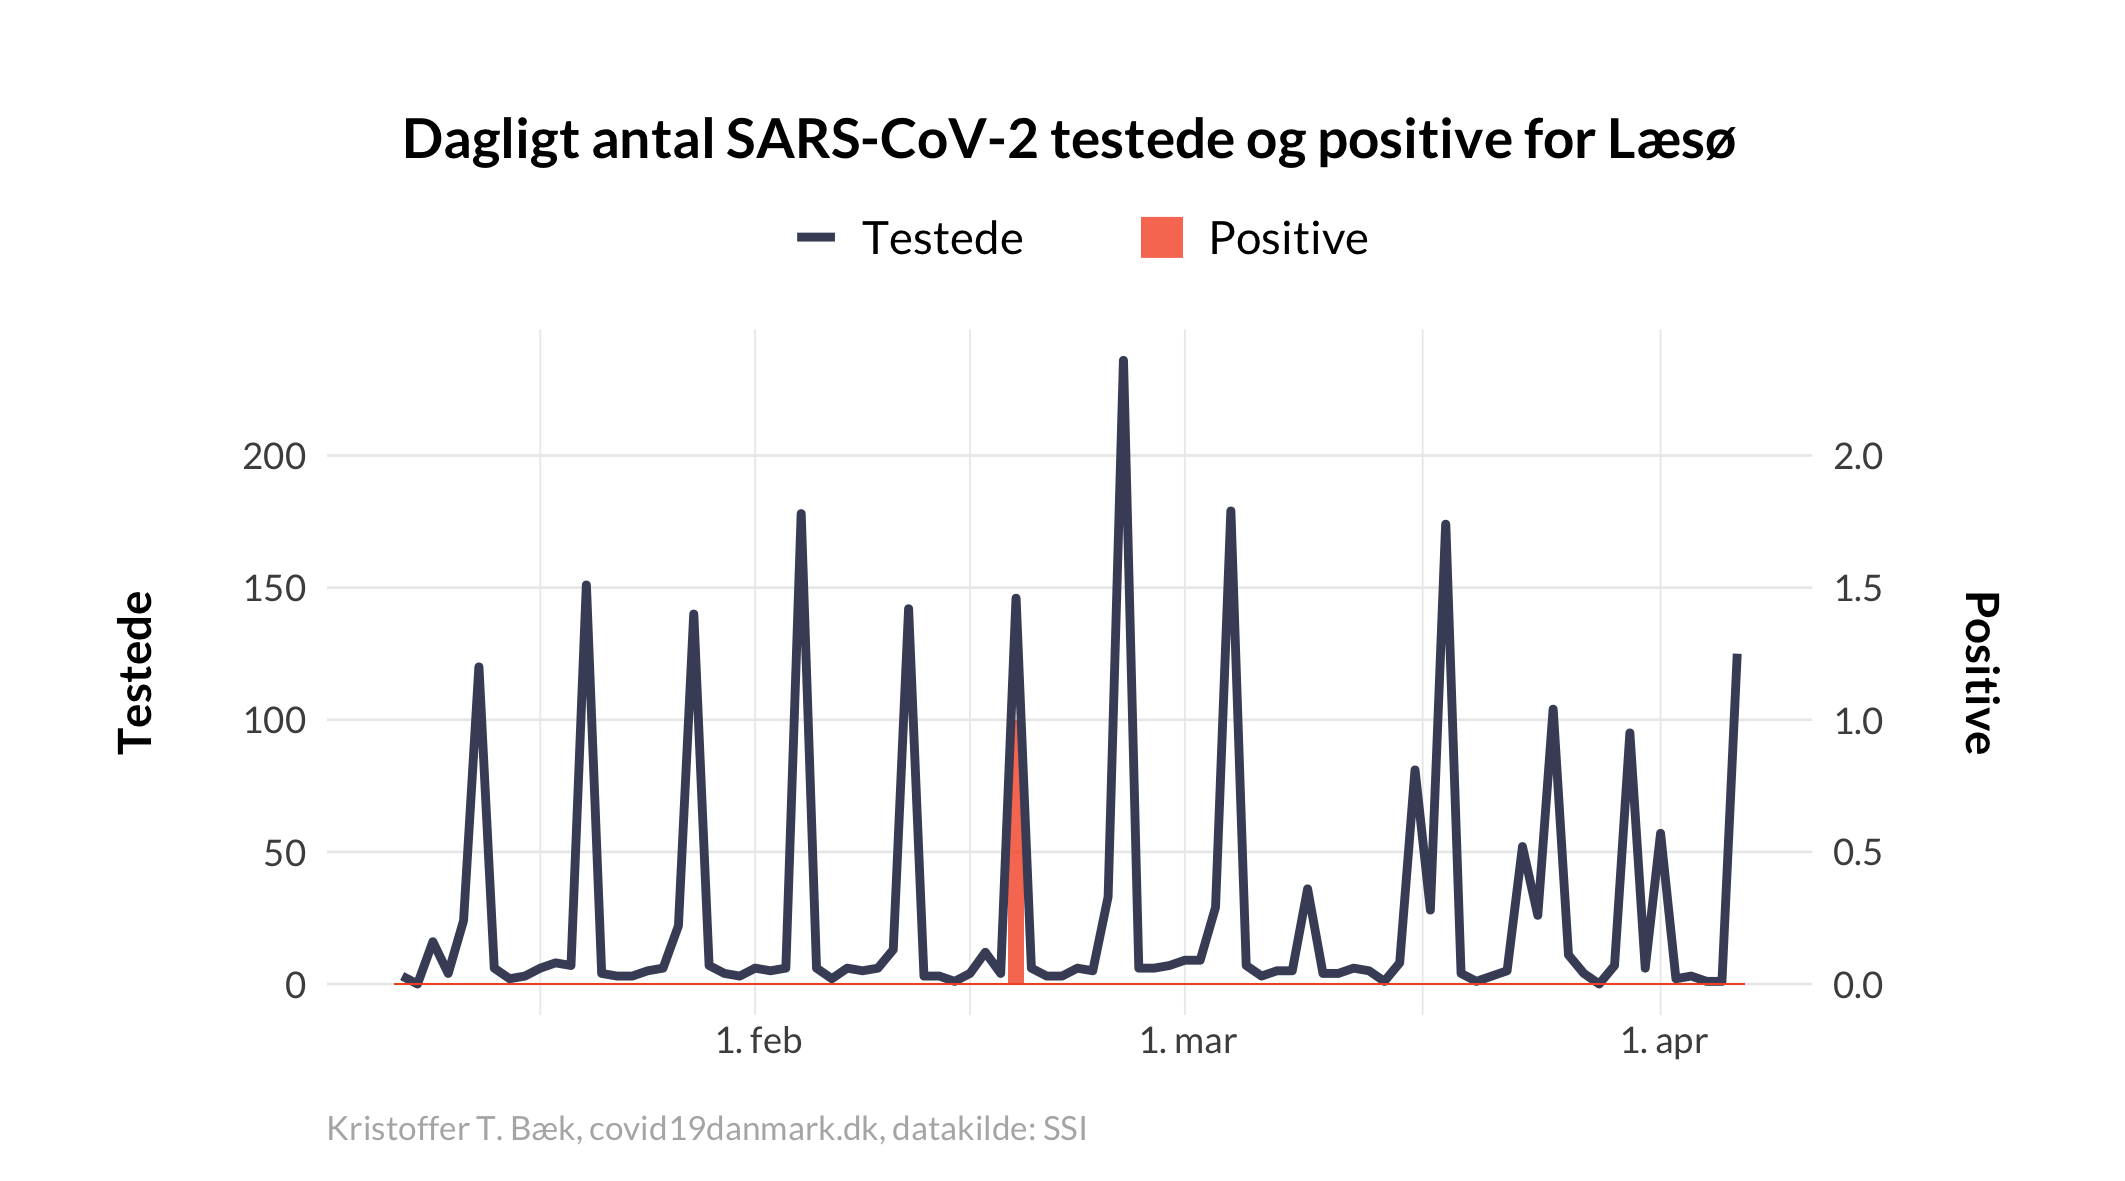 Dagligt antal SARS-CoV-2 testede og positive for Læsø
Testede
Positive
Testede
200
150
100
50
0
2.0
1.5
1.0
0.5
0.0
Positive
1. feb
1. mar
1. apr
Kristoffer T. Bæk, covid19danmark.dk, datakilde: SSI